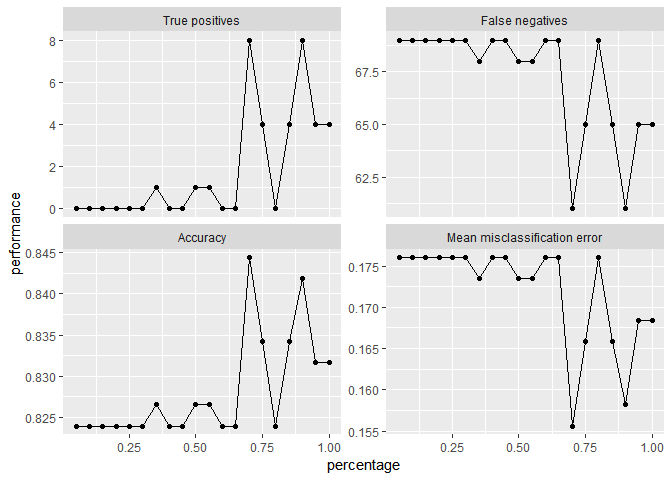 True positives
False negatives
8
6
4
2
0
67.5
65.0
62.5
performance
Accuracy
Mean misclassification error
0.845
0.840
0.835
0.830
0.825
0.175
0.170
0.165
0.160
0.155
0.25 0.50 0.75 1.00
0.25 0.50 0.75 1.00
percentage